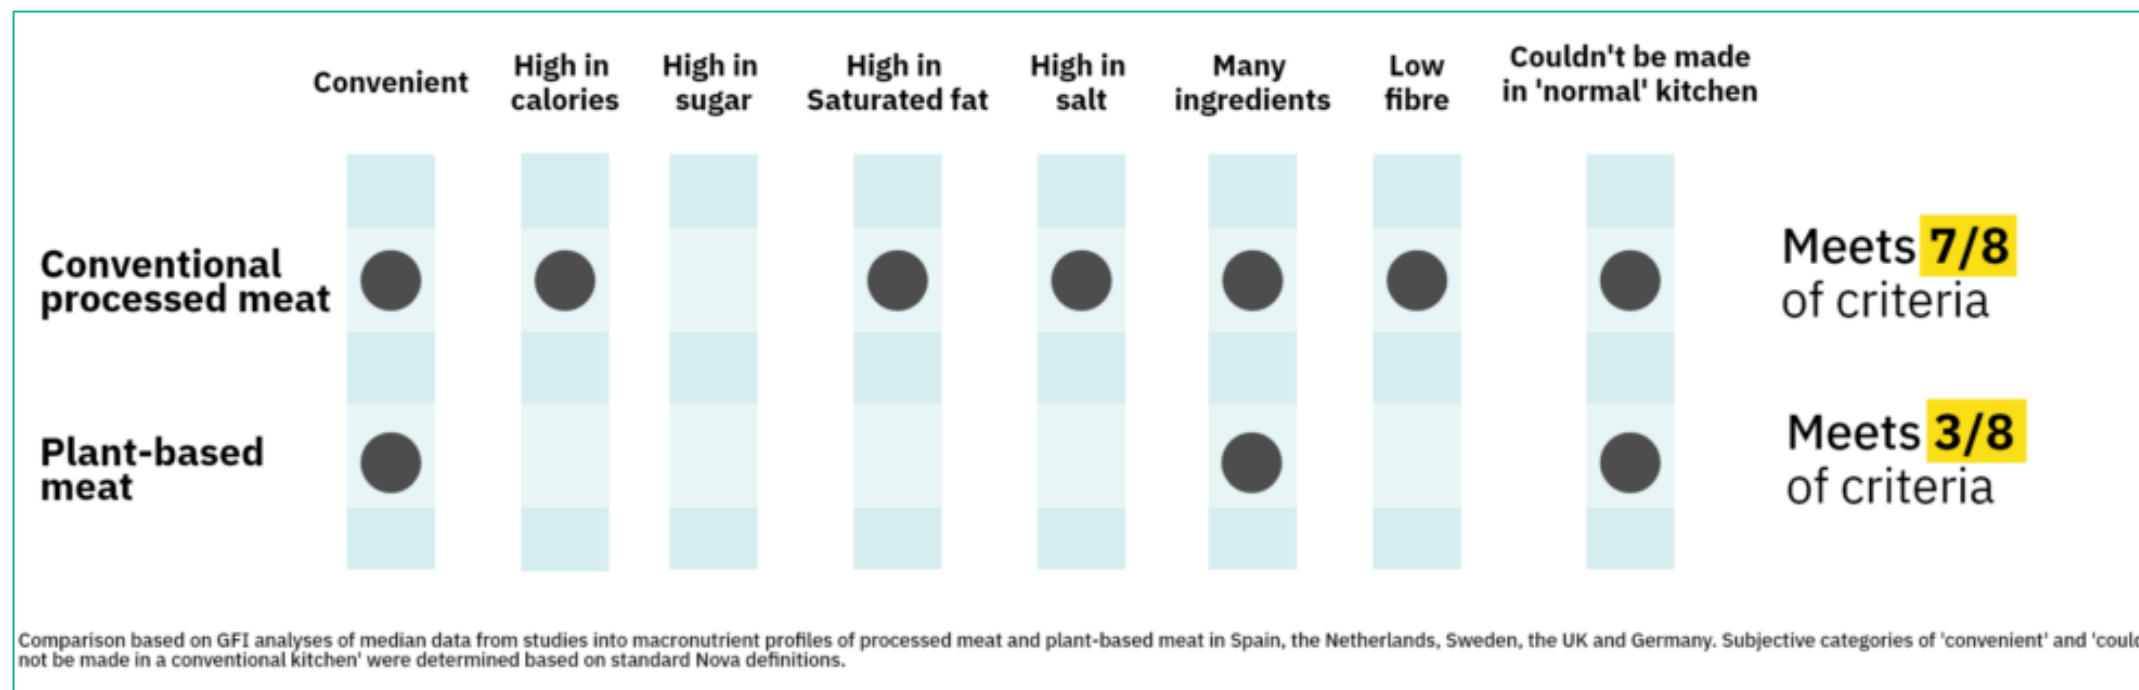 Convenient
High in
calories
High in
sugar
High in
Saturated fat
High in
salt
Many
ingredients
Low
fibre
Couldn't be made
in 'normal' kitchen
Conventional
processed meat
Meets 7/8
of criteria
Plant-based
meat
Meets 3/8
of criteria
Comparison based on GFI analyses of median data from studies into macronutrient profiles of processed meat and plant-based meat in Spain, the Netherlands, Sweden, the UK and Germany. Subjective categories of 'convenient' and 'could
not be made in a conventional kitchen' were determined based on standard Nova definitions.